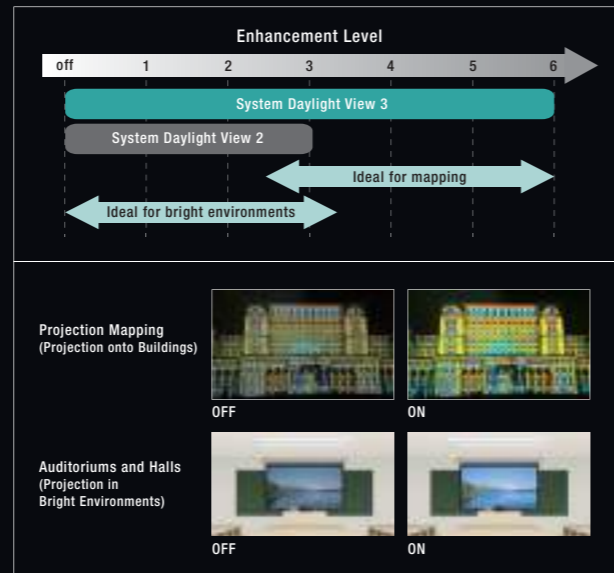 Enhancement Level
off 1 2 3 4 5 6
System Daylight View 3
System Daylight View 2
Ideal for mapping
Ideal for bright environments
Projection Mapping
(Projection onto Buildings)
OFF ON
Auditoriums and Halls
(Projection in
Bright Environments)
OFF ON